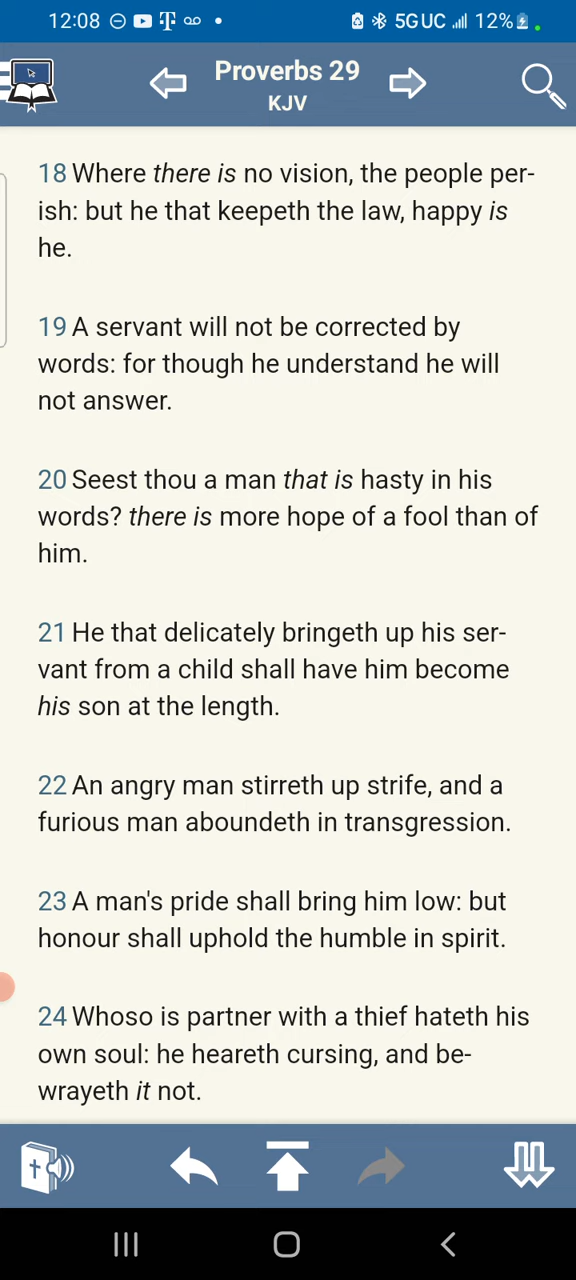 12:08 5G UC 12%
Proverbs 29
KJV
18 Where there is no vision, the people per-
ish: but he that keepeth the law, happy is
he.
19 A servant will not be corrected by
words: for though he understand he will
not answer.
20 Seest thou a man that is hasty in his
words? there is more hope of a fool than of
him.
21 He that delicately bringeth up his ser-
vant from a child shall have him become
his son at the length.
22 An angry man stirreth up strife, and a
furious man aboundeth in transgression.
23 A man's pride shall bring him low: but
honour shall uphold the humble in spirit.
24 Whoso is partner with a thief hateth his
own soul: he heareth cursing, and be-
wrayeth it not.